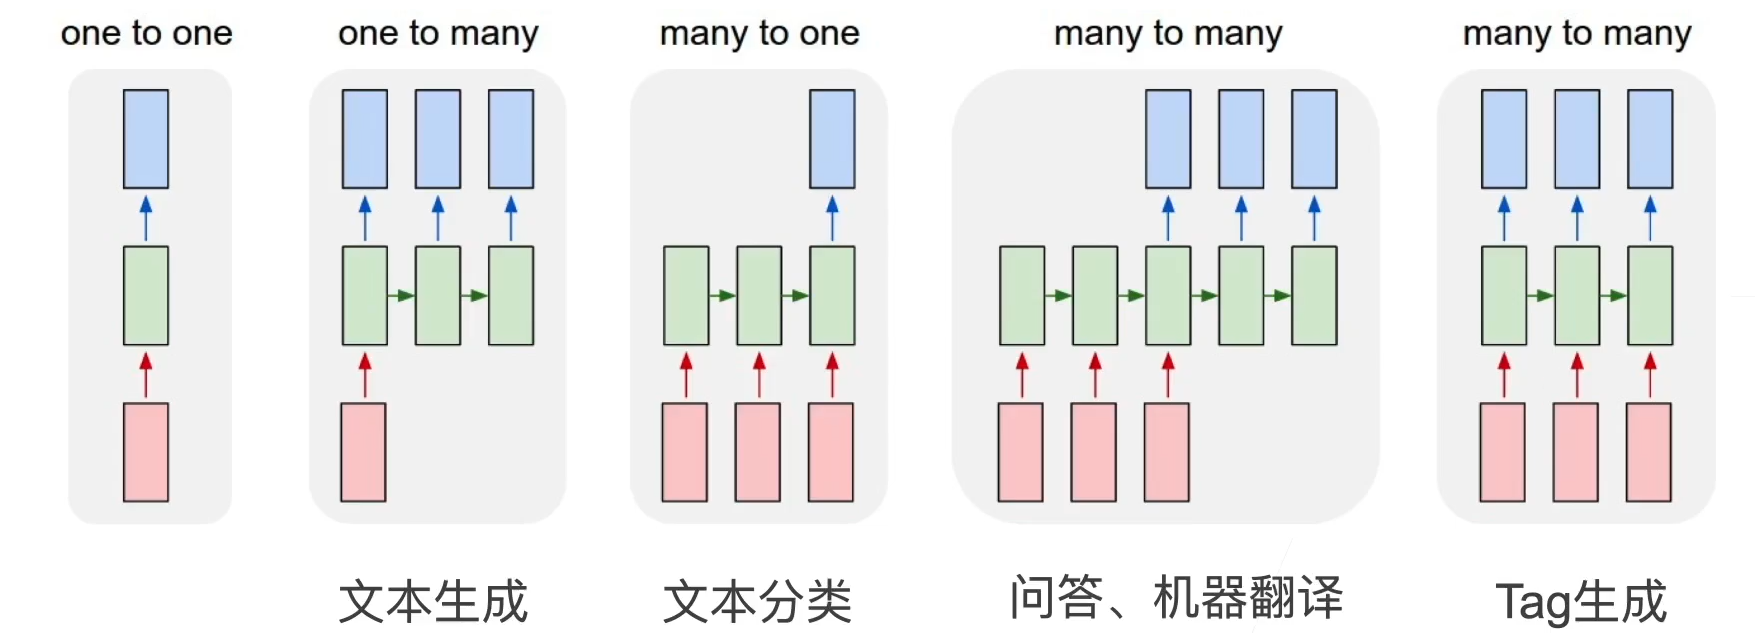 one to one
one to many
many to one
many to many
many to many
文本生成
文本分类
问答、机器翻译
Tag生成